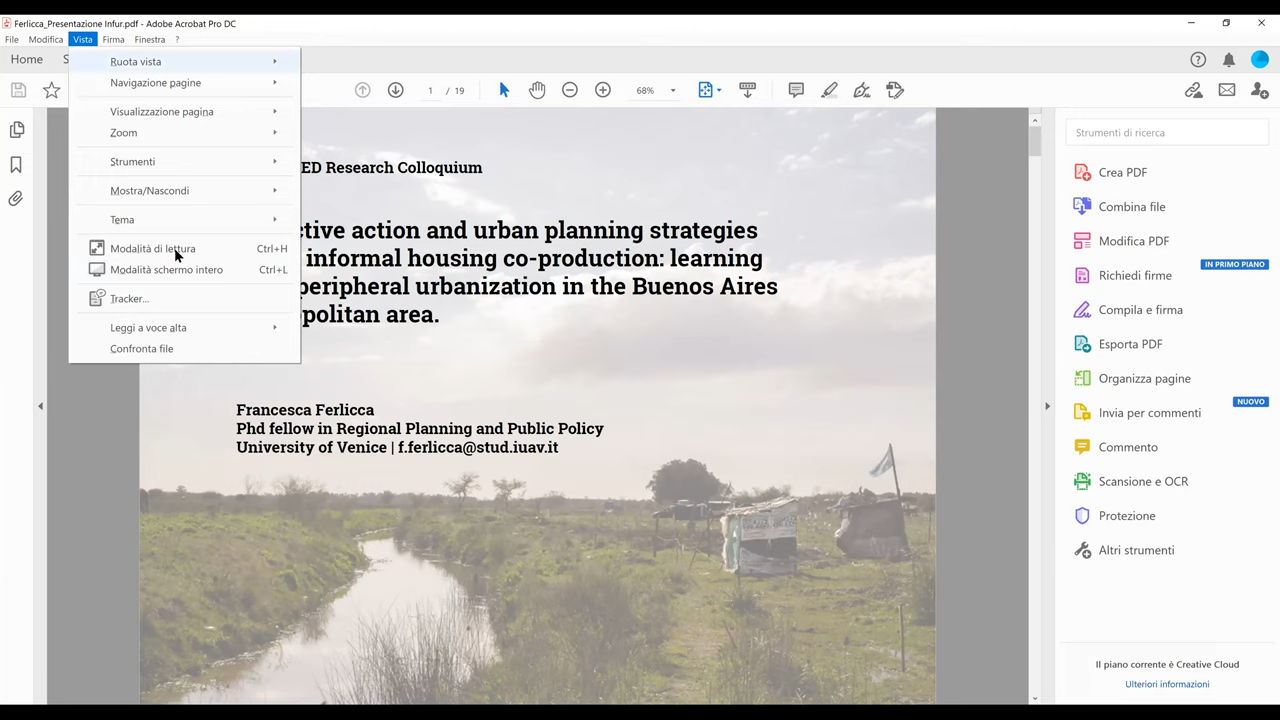 Ferlicca_Presentazione Infur.pdf - Adobe Acrobat Pro DC
File Modifica Vista Firma Finestra ?
Home S
1 / 19 68%
Ruota vista
Navigazione pagine
Visualizzazione pagina
Zoom
Strumenti
Mostra/Nascondi
Tema
Modalità di lettura Ctrl+H
Modalità schermo intero Ctrl+L
Tracker...
Leggi a voce alta
Confronta file
ED Research Colloquium
ctive action and urban planning strategies
informal housing co-production: learning
peripheral urbanization in the Buenos Aires
politan area.
Francesca Ferlicca
Phd fellow in Regional Planning and Public Policy
University of Venice | f.ferlicca@stud.iuav.it
Strumenti di ricerca
Crea PDF
Combina file
Modifica PDF
IN PRIMO PIANO
Richiedi firme
Compila e firma
Esporta PDF
Organizza pagine
NUOVO
Invia per commenti
Commento
Scansione e OCR
Protezione
Altri strumenti
Il piano corrente è Creative Cloud
Ulteriori informazioni